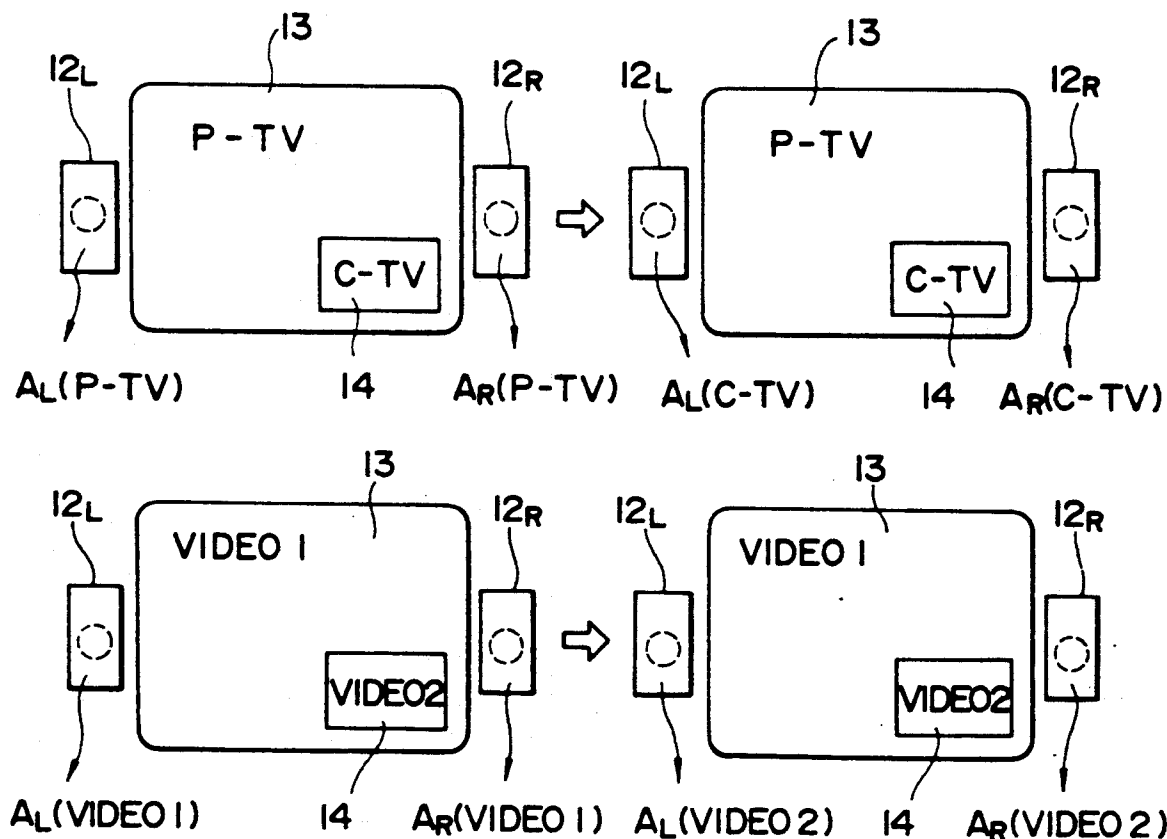 13
13
12L
12R
12L
12R
P-TV
P-TV
C-TV
C-TV
AL(P-TV)
14
AR(P-TV)
AL(C-TV)
14
AR(C-TV)
13
13
12L
12R
12L
12R
VIDEO 1
VIDEO 1
VIDEO2
VIDEO2
AL(VIDEO 1)
14
AR(VIDEO 1)
AL(VIDEO 2)
14
AR(VIDEO 2)